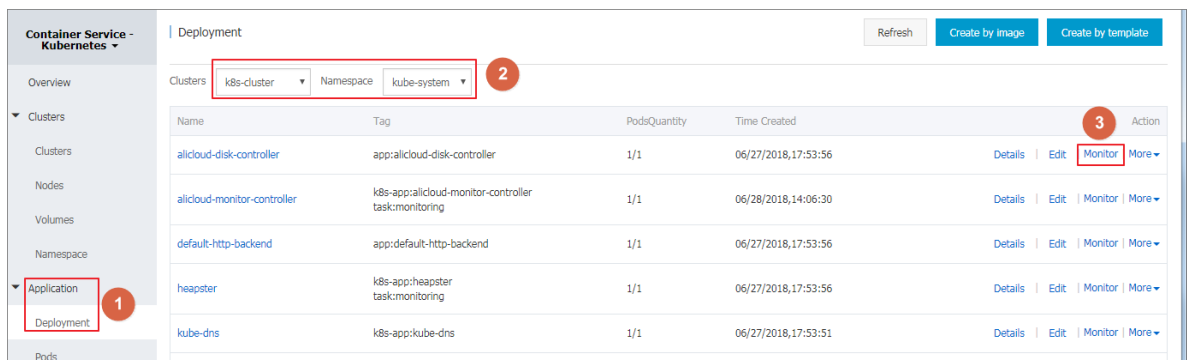 Container Service -
Kubernetes
Overview
Clusters
Clusters
Nodes
Volumes
Namespace
Application
1
Deployment
Pods
Deployment
Refresh
Create by image
Create by template
Clusters k8s-cluster Namespace kube-system 2
Name Tag PodsQuantity Time Created 3 Action
alicloud-disk-controller app:alicloud-disk-controller 1/1 06/27/2018,17:53:56 Details | Edit Monitor More
alicloud-monitor-controller k8s-app:alicloud-monitor-controller 1/1 06/28/2018,14:06:30 Details | Edit | Monitor | More
task:monitoring
default-http-backend app:default-http-backend 1/1 06/27/2018,17:53:56 Details | Edit | Monitor | More
heapster k8s-app:heapster 1/1 06/27/2018,17:53:56 Details | Edit | Monitor | More
task:monitoring
kube-dns k8s-app:kube-dns 1/1 06/27/2018,17:53:51 Details | Edit | Monitor | More